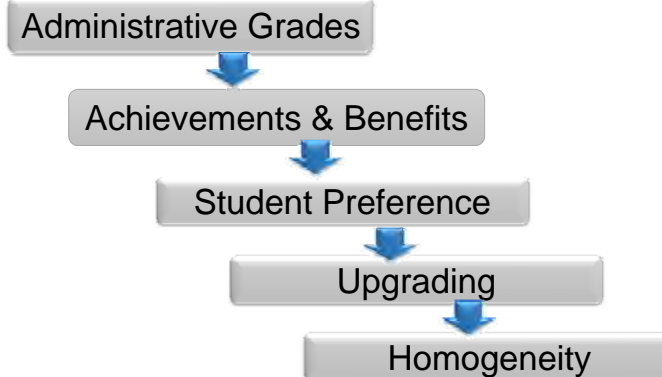 Administrative Grades
Achievements & Benefits
Student Preference
Upgrading
Homogeneity